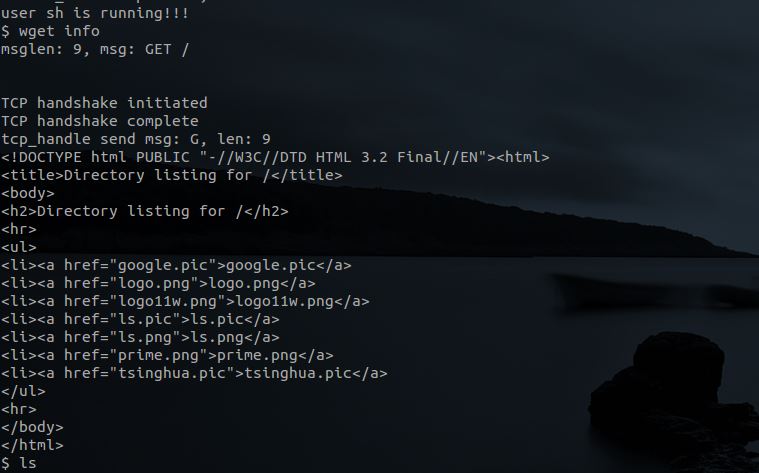 user sh is running!!!
$ wget info
msglen: 9, msg: GET /
TCP handshake initiated
TCP handshake complete
tcp_handle send msg: G, len: 9
<!DOCTYPE html PUBLIC "-//W3C//DTD HTML 3.2 Final//EN"><html>
<title>Directory listing for /</title>
<body>
<h2>Directory listing for /</h2>
<hr>
<ul>
<li><a href="google.pic">google.pic</a>
<li><a href="logo.png">logo.png</a>
<li><a href="logo11w.png">logo11w.png</a>
<li><a href="ls.pic">ls.pic</a>
<li><a href="ls.png">ls.png</a>
<li><a href="prime.png">prime.png</a>
<li><a href="tsinghua.pic">tsinghua.pic</a>
</ul>
<hr>
</body>
</html>
$ ls